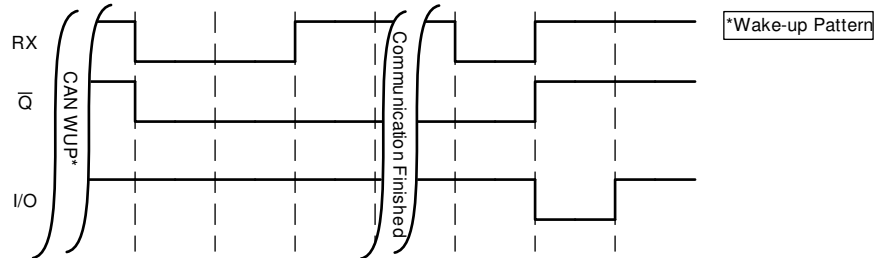 RX
Q̅
I/O
CAN WUP*
Communication Finished
*Wake-up Pattern